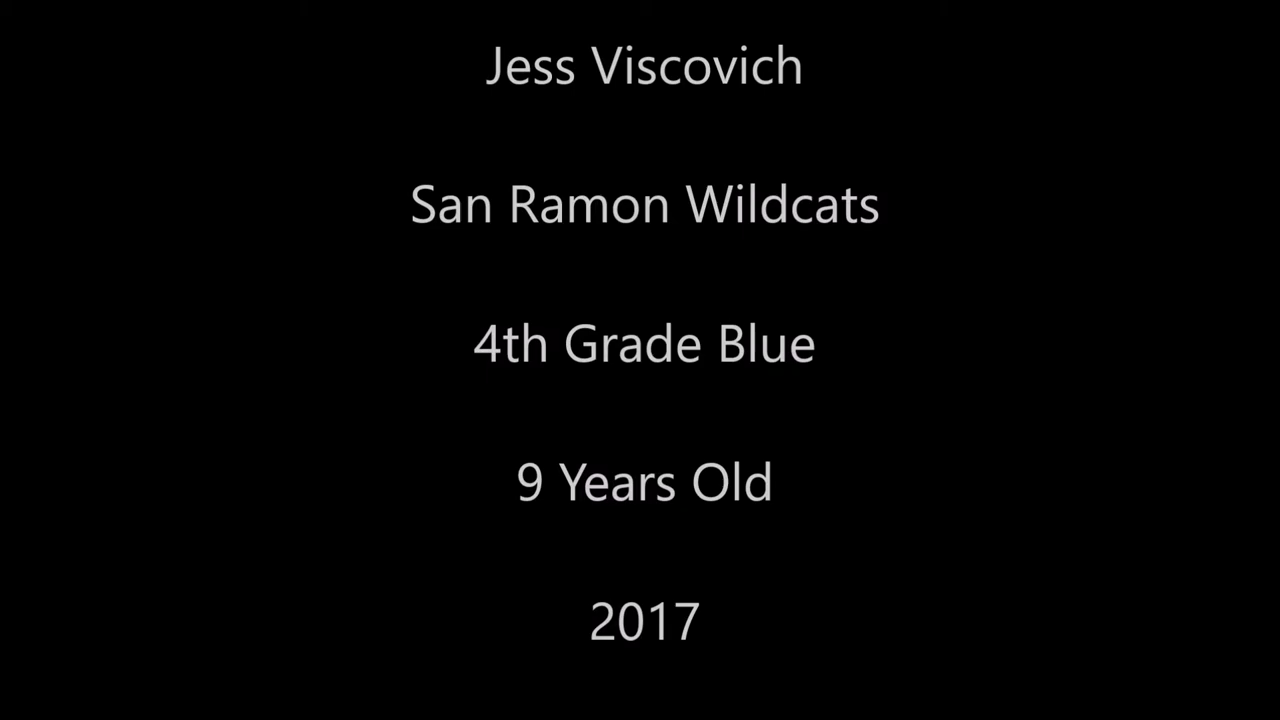 Jess Viscovich
San Ramon Wildcats
4th Grade Blue
9 Years Old
2017